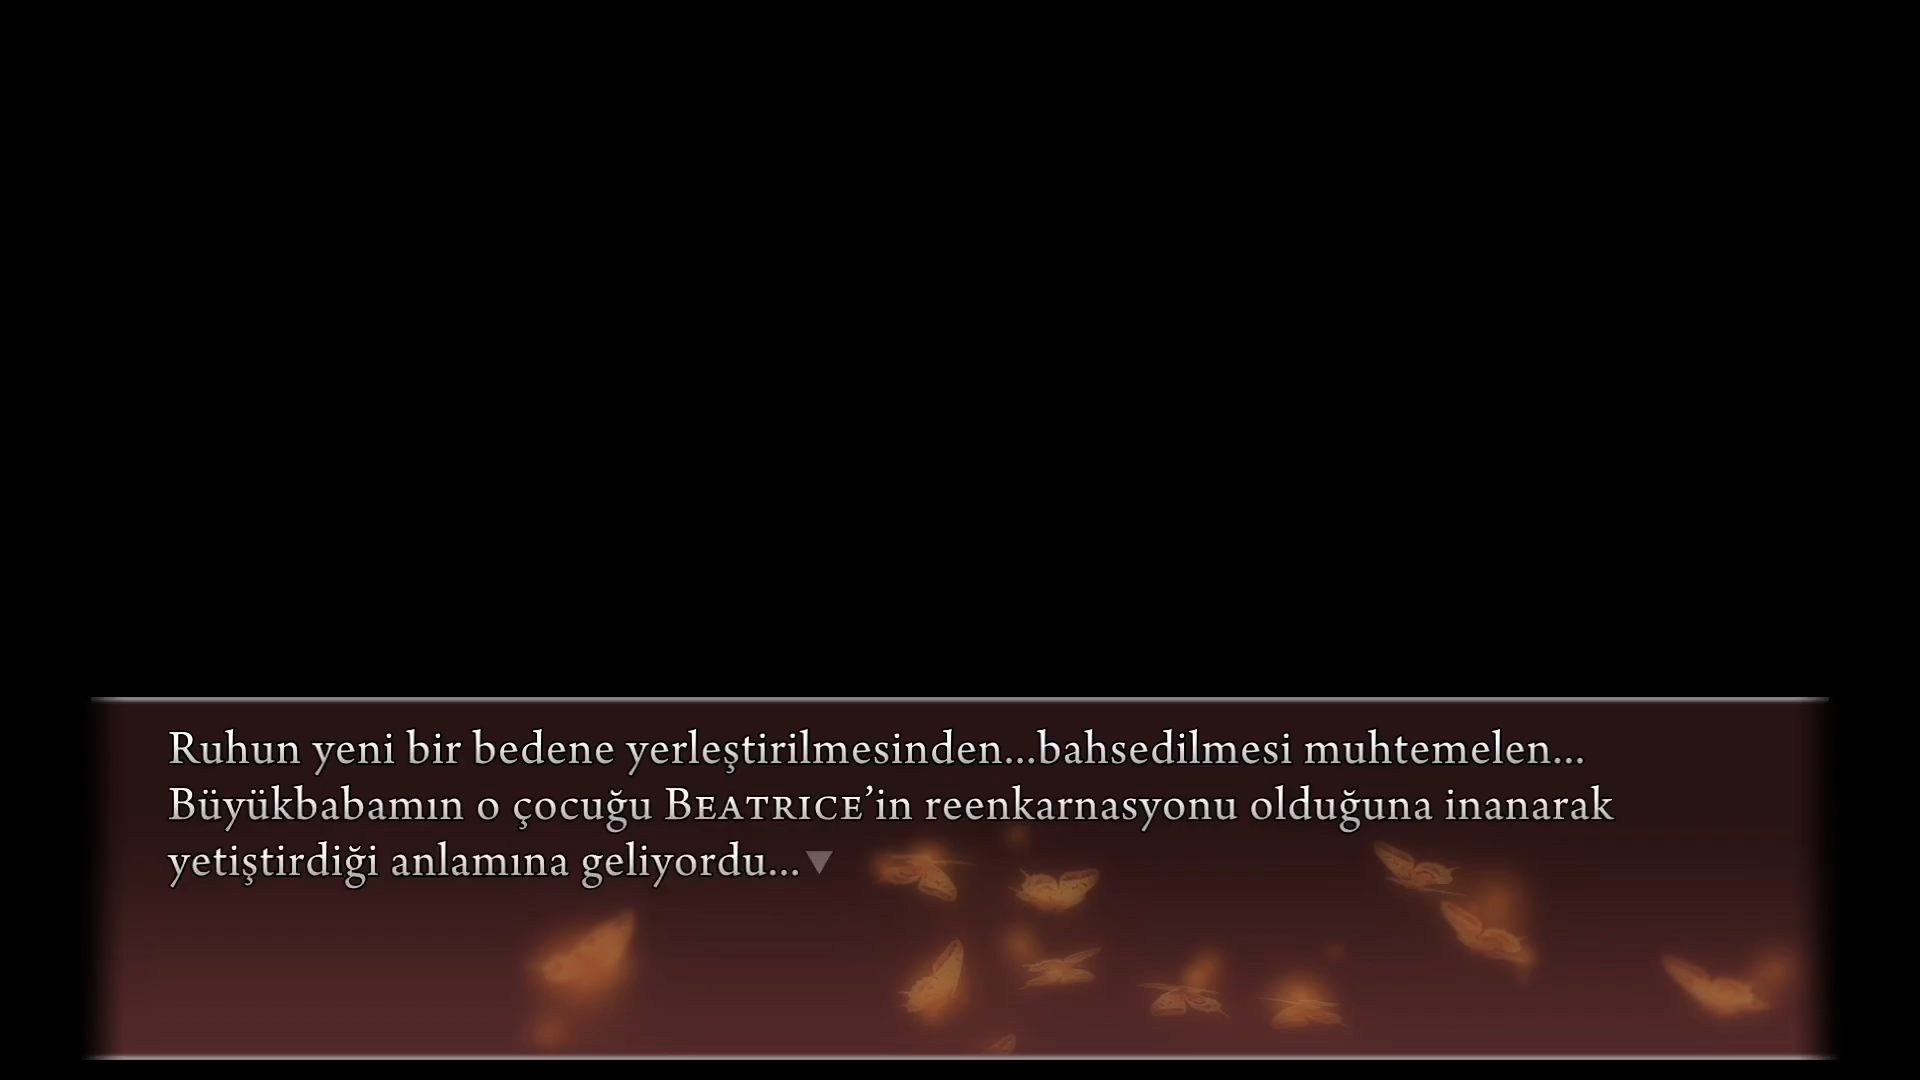 Ruhun yeni bir bedene yerleştirilmesinden...bahsedilmesi muhtemelen...
Büyükbabamın o çocuğu BEATRICE’in reenkarnasyonu olduğuna inanarak
yetiştirdiği anlamına geliyordu...